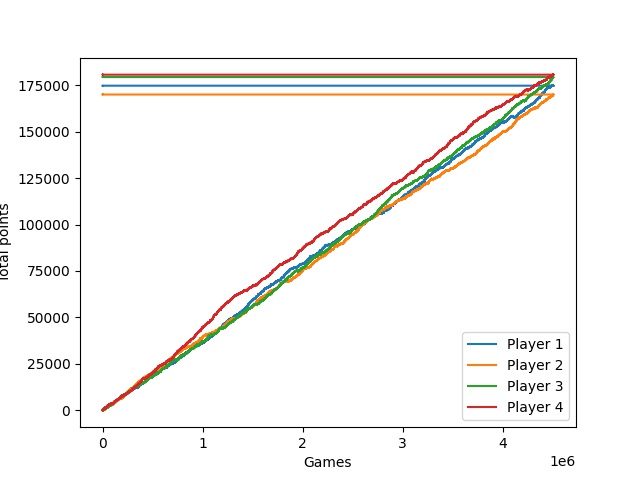 175000
150000
125000
100000
75000
50000
25000
0
Total points
0 1 2 3 4
1e6
Games
Player 1
Player 2
Player 3
Player 4